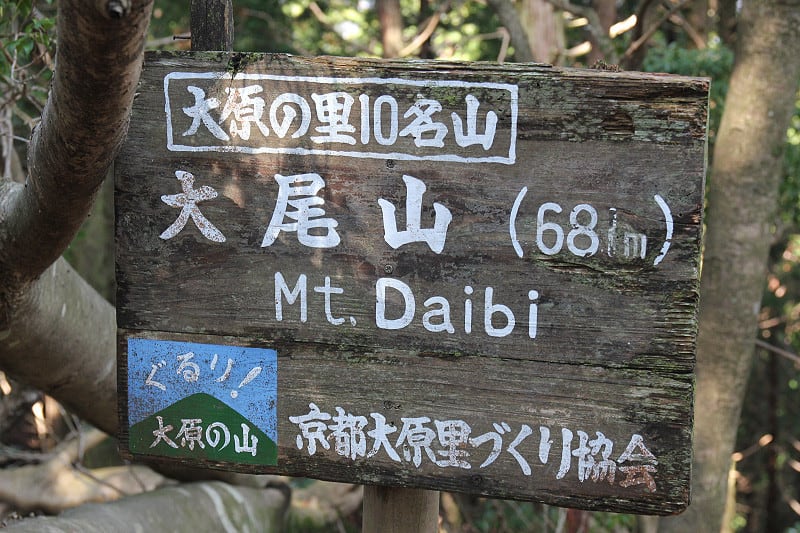 大原の里10名山
大尾山(681m)
Mt. Daibi
ぐるり!
大原の山
京都大原里づくり協会